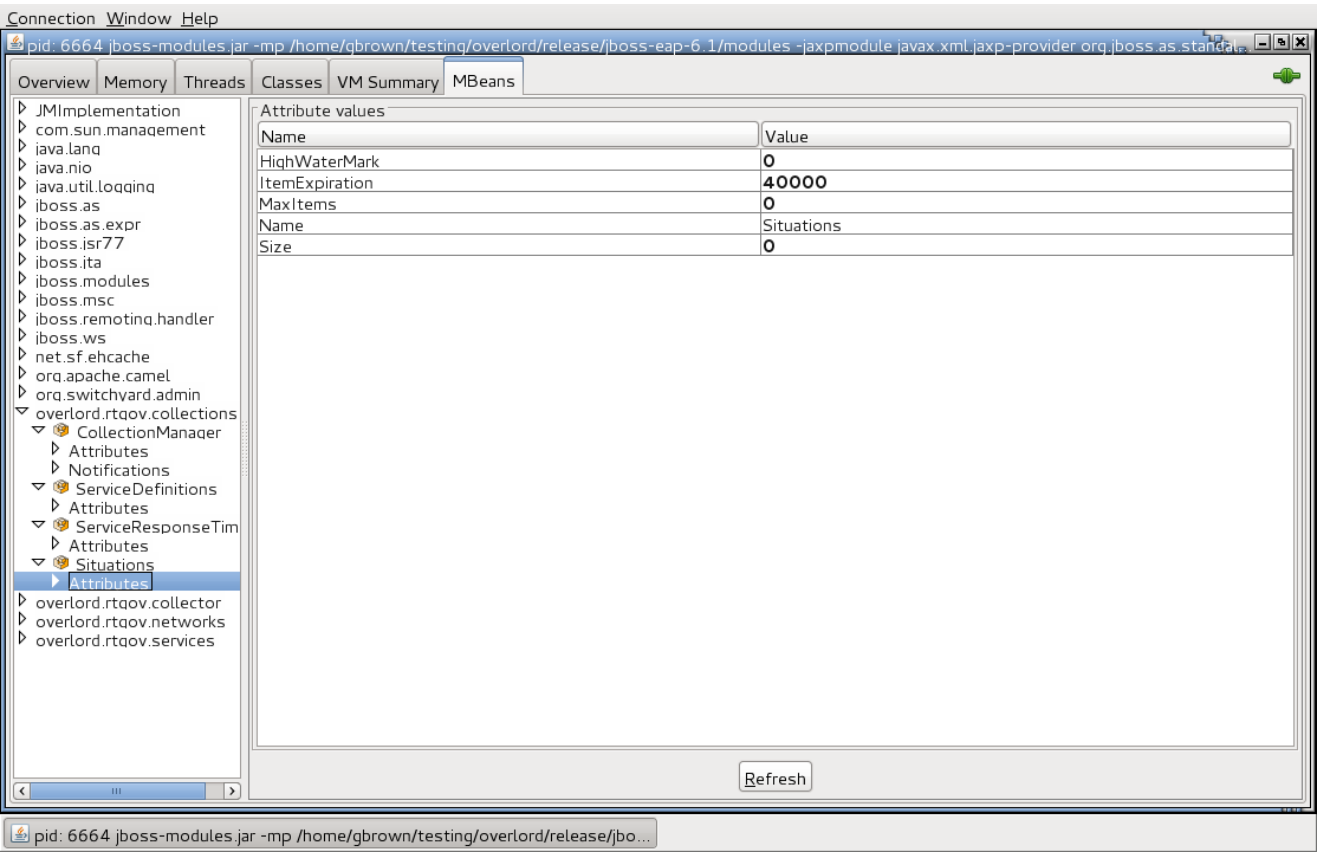 Connection Window Help
pid: 6664 jboss-modules.jar -mp /home/gbrown/testing/overlord/release/jboss-eap-6.1/modules -jaxpmodule javax.xml.jaxp-provider org.jboss.as.standal...
Overview Memory Threads Classes VM Summary MBeans
JMImplementation
com.sun.management
java.lang
java.nio
java.util.logging
jboss.as
jboss.as.expr
jboss.jsr77
jboss.jta
jboss.modules
jboss.msc
jboss.remoting.handler
jboss.ws
net.sf.ehcache
org.apache.camel
org.switchyard.admin
overlord.rtgov.collections
CollectionManager
Attributes
Notifications
ServiceDefinitions
Attributes
ServiceResponseTim
Attributes
Situations
Attributes
overlord.rtgov.collector
overlord.rtgov.networks
overlord.rtgov.services
Attribute values
Name Value
HighWaterMark 0
ItemExpiration 40000
MaxItems 0
Name Situations
Size 0
Refresh
pid: 6664 jboss-modules.jar -mp /home/gbrown/testing/overlord/release/jbo...